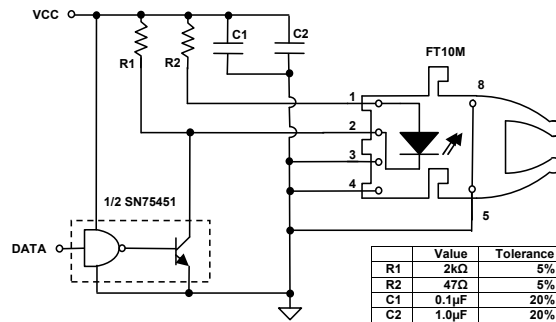 VCC
R1
R2
C1
C2
FT10M
1
8
2
3
4
5
1/2 SN75451
DATA
Value Tolerance
R1 2kΩ 5%
R2 47Ω 5%
C1 0.1µF 20%
C2 1.0µF 20%